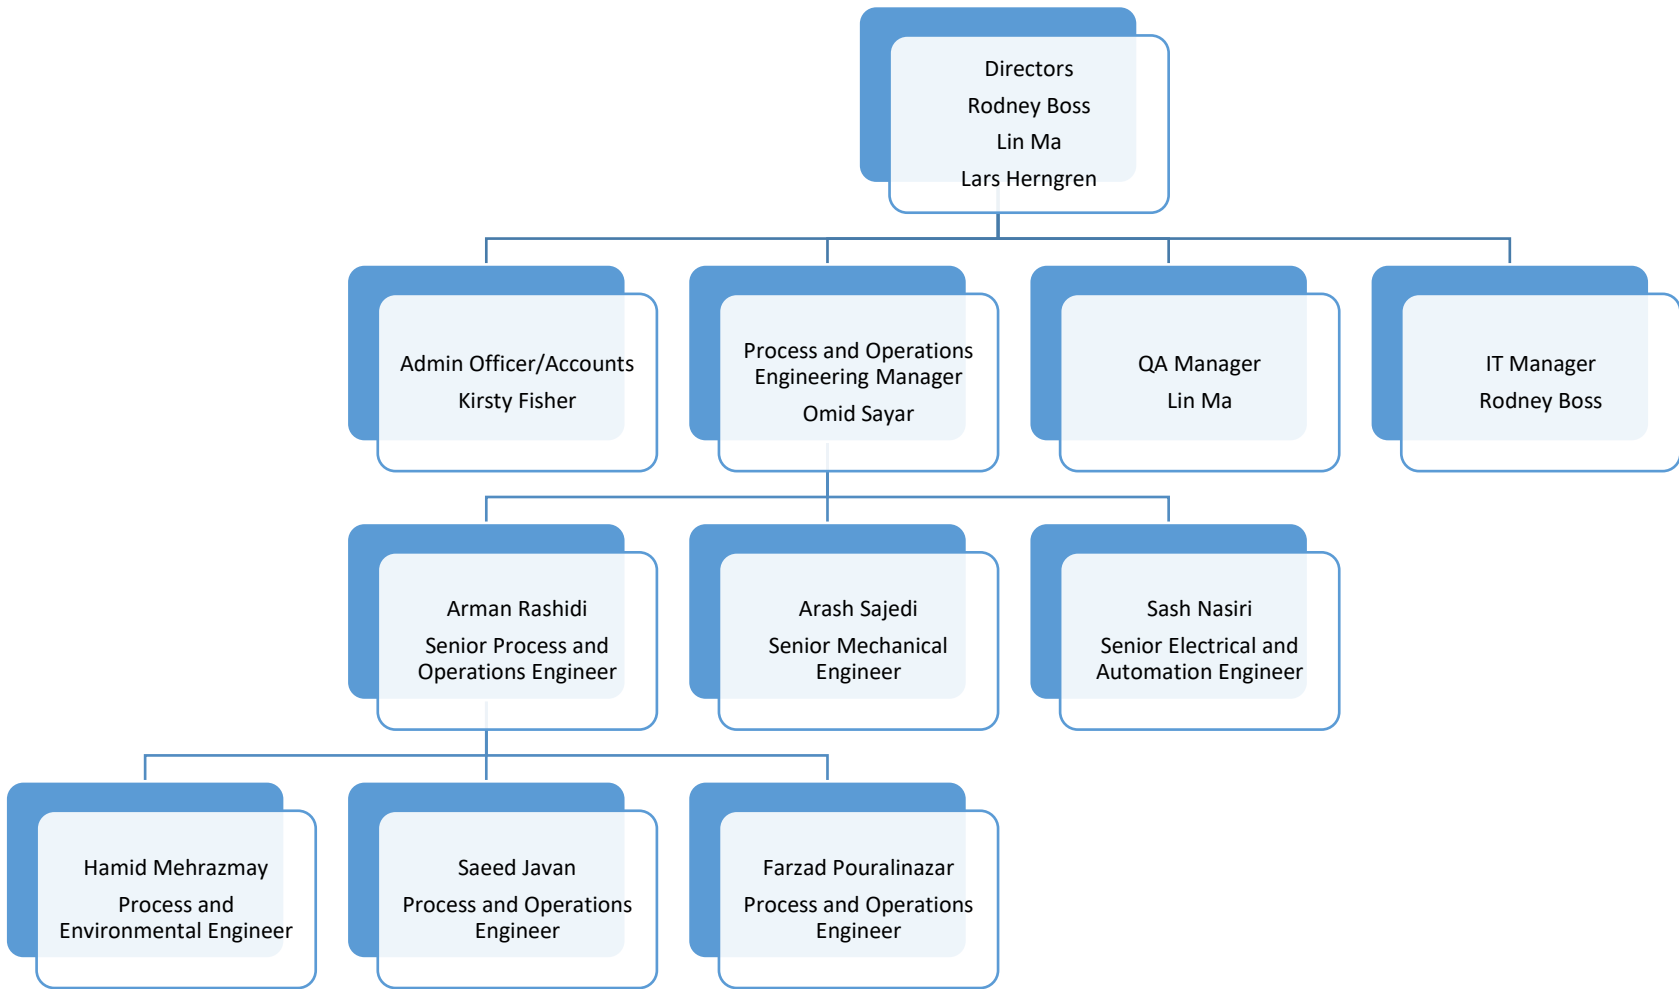 Directors
Rodney Boss
Lin Ma
Lars Herngren
Admin Officer/Accounts
Kirsty Fisher
Process and Operations
Engineering Manager
Omid Sayar
QA Manager
Lin Ma
IT Manager
Rodney Boss
Arman Rashidi
Senior Process and
Operations Engineer
Arash Sajedi
Senior Mechanical
Engineer
Sash Nasiri
Senior Electrical and
Automation Engineer
Hamid Mehrazmay
Process and
Environmental Engineer
Saeed Javan
Process and Operations
Engineer
Farzad Pouralinazar
Process and Operations
Engineer